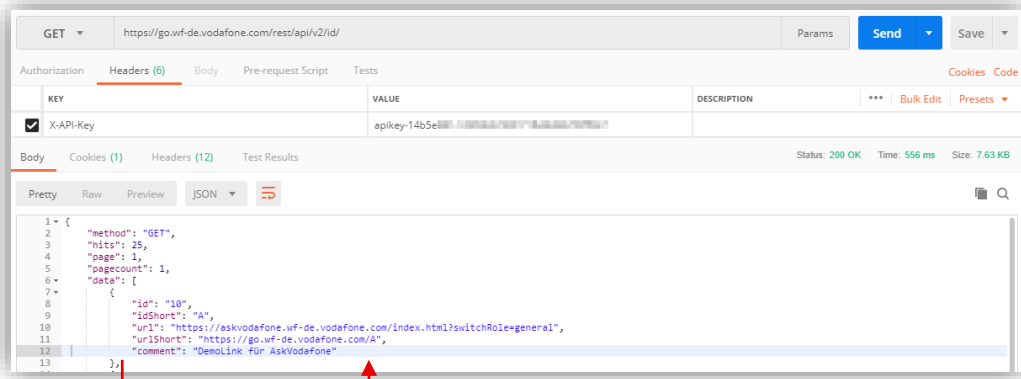 GET https://go.wf-de.vodafone.com/rest/api/v2/id/ Params Send Save
Authorization Headers (6) Body Pre-request Script Tests Cookies Code
KEY VALUE DESCRIPTION ••• Bulk Edit Presets
X-API-Key apikey-14b5e
Body Cookies (1) Headers (12) Test Results Status: 200 OK Time: 556 ms Size: 7.63 KB
Pretty Raw Preview JSON
1 {
2 "method": "GET",
3 "hits": 25,
4 "page": 1,
5 "pagecount": 1,
6 "data": [
7 {
8 "id": "10",
9 "idShort": "A",
10 "url": "https://askvodafone.wf-de.vodafone.com/index.html?switchRole=general",
11 "urlShort": "https://go.wf-de.vodafone.com/A",
12 "comment": "DemoLink für AskVodafone"
13 },